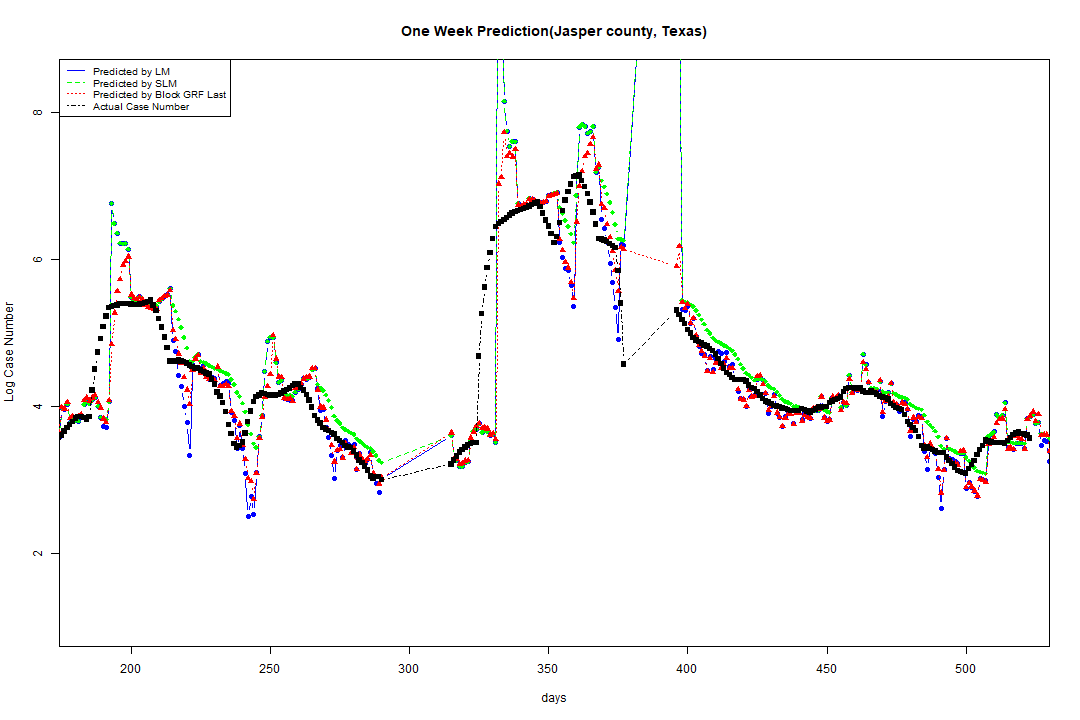 One Week Prediction(Jasper county, Texas)
Predicted by LM
Predicted by SLM
Predicted by Block GRF Last
Actual Case Number
Log Case Number
8
6
4
2
200 250 300 350 400 450 500
days